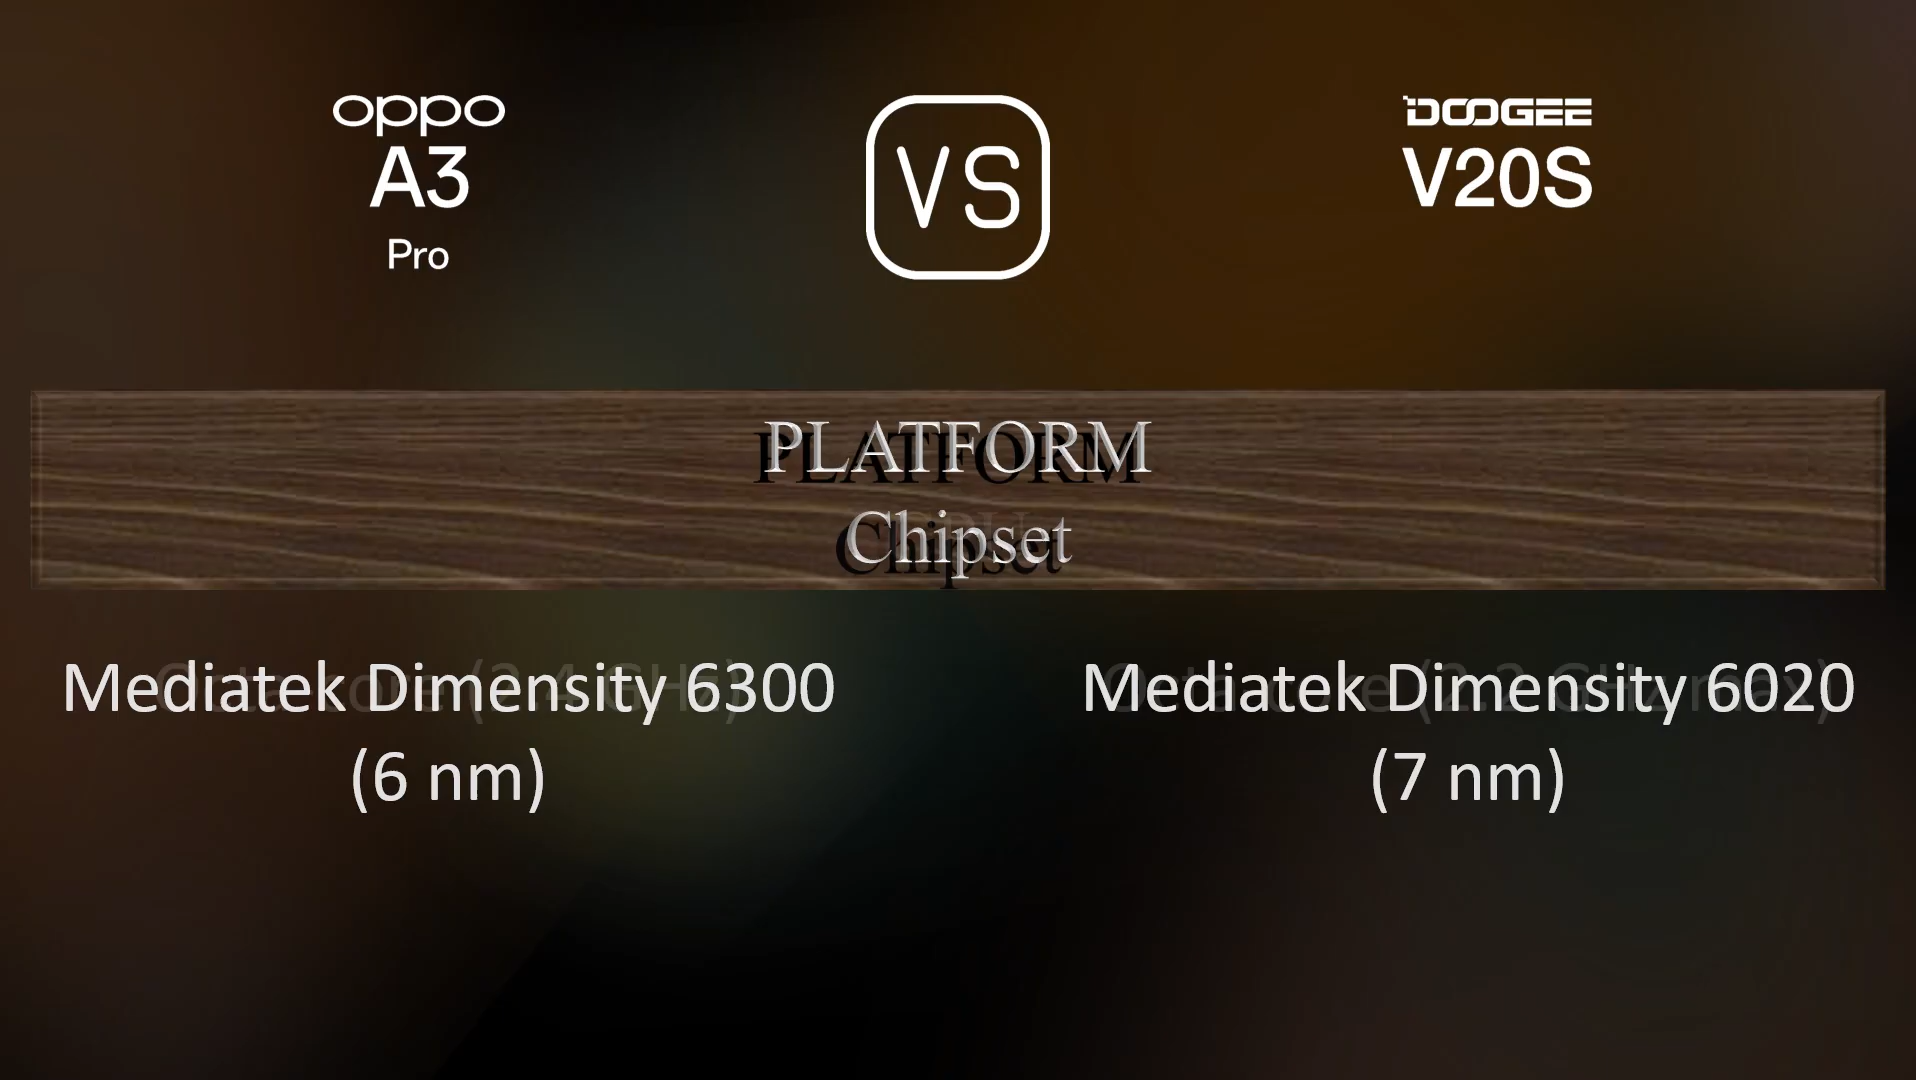 oppo
A3
Pro
VS
DOOGEE
V20S
PLATFORM
Chipset
Mediatek Dimensity 6300
(6 nm)
Mediatek Dimensity 6020
(7 nm)